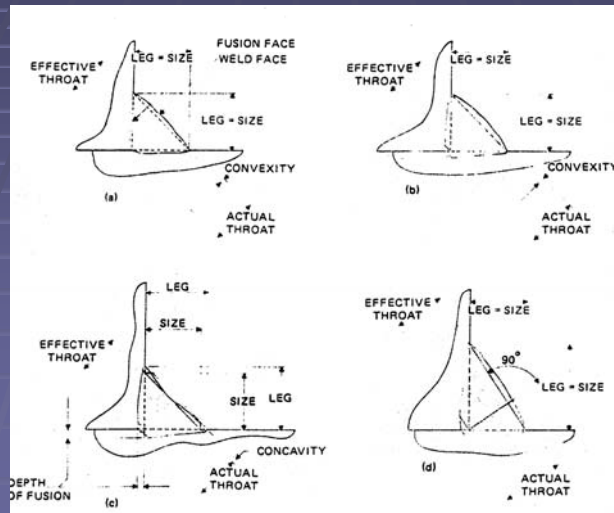 EFFECTIVE
THROAT
LEG = SIZE
FUSION FACE
WELD FACE
LEG = SIZE
CONVEXITY
(a)
ACTUAL
THROAT
EFFECTIVE
THROAT
LEG = SIZE
LEG = SIZE
CONVEXITY
(b)
ACTUAL
THROAT
LEG
SIZE
EFFECTIVE
THROAT
SIZE
LEG
CONCAVITY
ACTUAL
THROAT
DEPTH
OF FUSION
(c)
EFFECTIVE
THROAT
LEG = SIZE
90°
LEG = SIZE
ACTUAL
THROAT
(d)